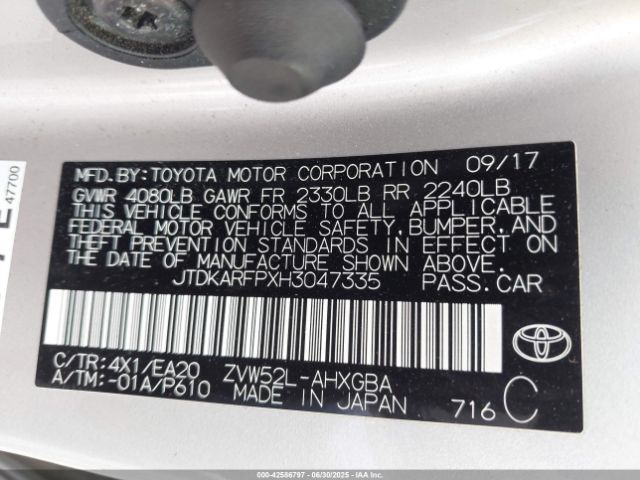 47700
MFD. BY: TOYOTA MOTOR CORPORATION 09/17
GVWR 4080LB GAWR FR 2330LB RR 2240LB
THIS VEHICLE CONFORMS TO ALL APPLICABLE
FEDERAL MOTOR VEHICLE SAFETY, BUMPER, AND
THEFT PREVENTION STANDARDS IN EFFECT ON
THE DATE OF MANUFACTURE SHOWN ABOVE.
JTDKARFPXH3047335 PASS. CAR
C/TR: 4X1/EA20 ZVW52L-AHXGBA
A/TM: -01A/P610 MADE IN JAPAN 716 C
TOYOTA
000-42586797 - 06/30/2025 - IAAI.COM